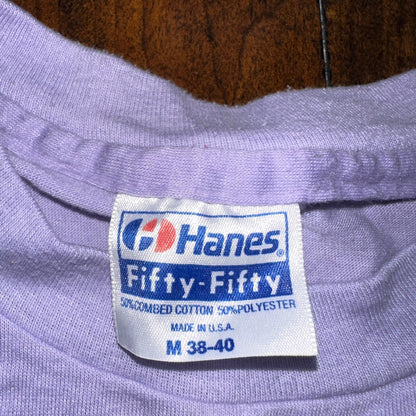 Hanes®
Fifty-Fifty
50% COMBED COTTON 50% POLYESTER
MADE IN U.S.A.
M 38-40